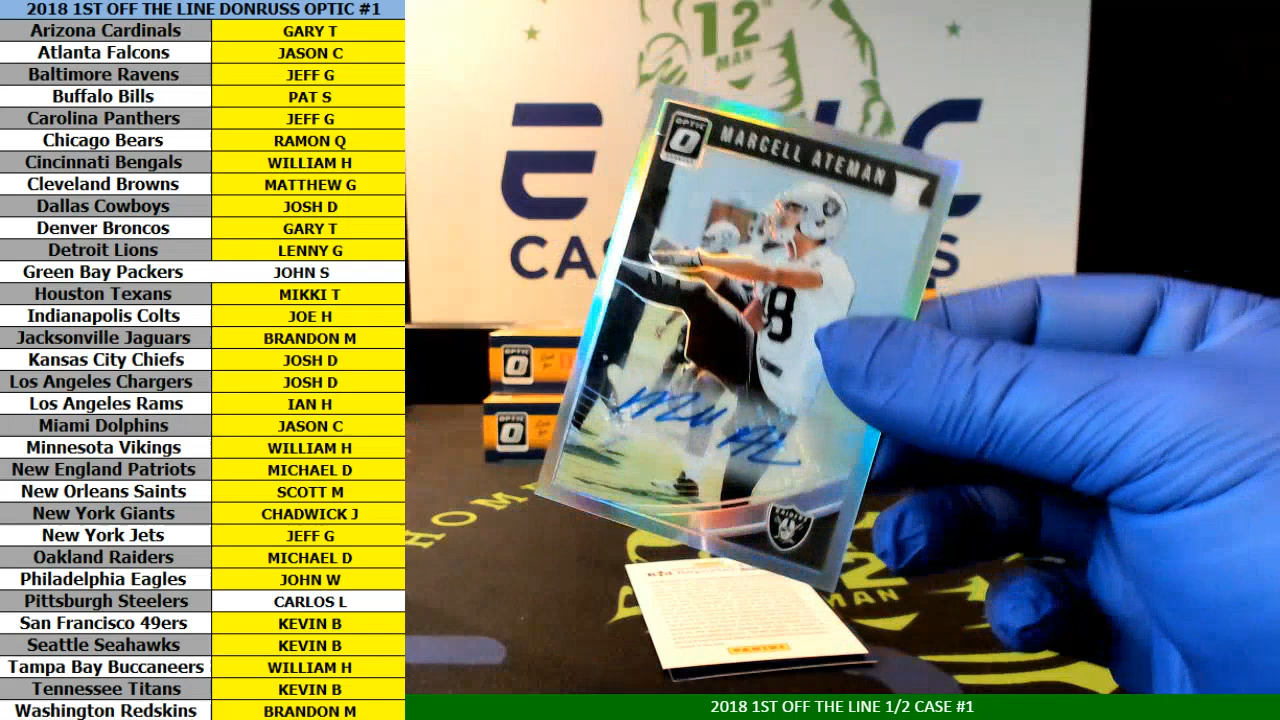 2018 1ST OFF THE LINE DONRUSS OPTIC #1
Arizona Cardinals GARY T
Atlanta Falcons JASON C
Baltimore Ravens JEFF G
Buffalo Bills PAT S
Carolina Panthers JEFF G
Chicago Bears RAMON Q
Cincinnati Bengals WILLIAM H
Cleveland Browns MATTHEW G
Dallas Cowboys JOSH D
Denver Broncos GARY T
Detroit Lions LENNY G
Green Bay Packers JOHN S
Houston Texans MIKKI T
Indianapolis Colts JOE H
Jacksonville Jaguars BRANDON M
Kansas City Chiefs JOSH D
Los Angeles Chargers JOSH D
Los Angeles Rams IAN H
Miami Dolphins JASON C
Minnesota Vikings WILLIAM H
New England Patriots MICHAEL D
New Orleans Saints SCOTT M
New York Giants CHADWICK J
New York Jets JEFF G
Oakland Raiders MICHAEL D
Philadelphia Eagles JOHN W
Pittsburgh Steelers CARLOS L
San Francisco 49ers KEVIN B
Seattle Seahawks KEVIN B
Tampa Bay Buccaneers WILLIAM H
Tennessee Titans KEVIN B
Washington Redskins BRANDON M
12
MAN
OPTIC
MARCELL ATEMAN
8
OPTIC
OPTIC
MAN
PANINI
2018 1ST OFF THE LINE 1/2 CASE #1